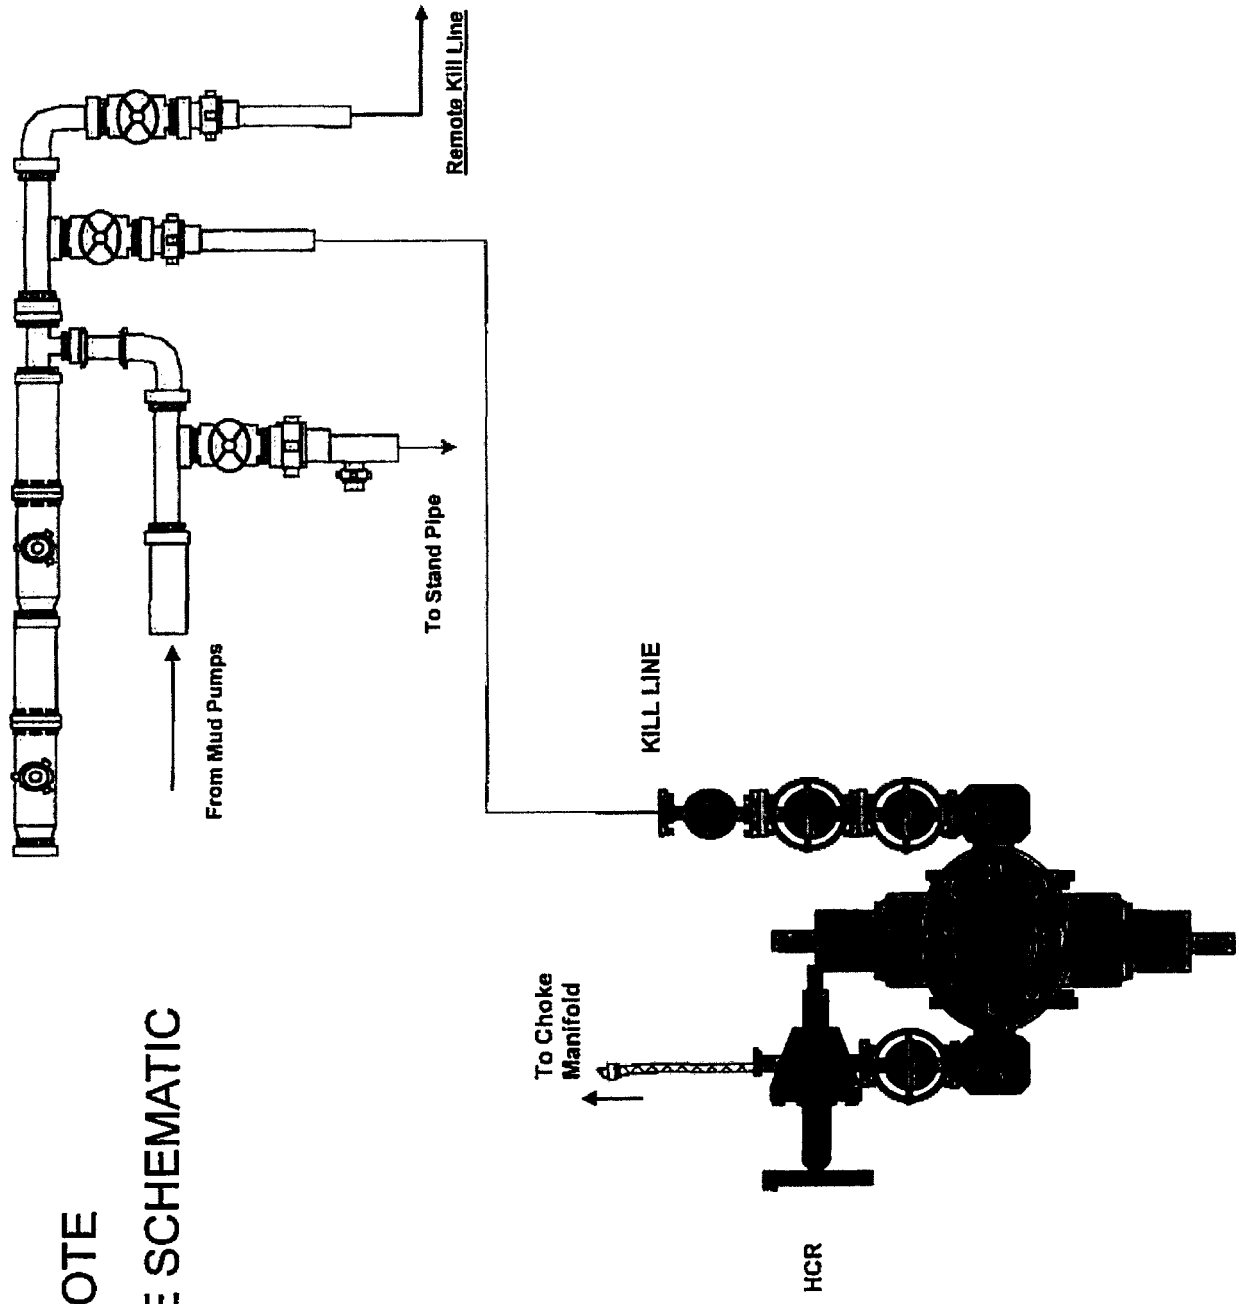 OTE
E SCHEMATIC
Remote Kill Line
From Mud Pumps
To Stand Pipe
KILL LINE
To Choke
Manifold
HCR